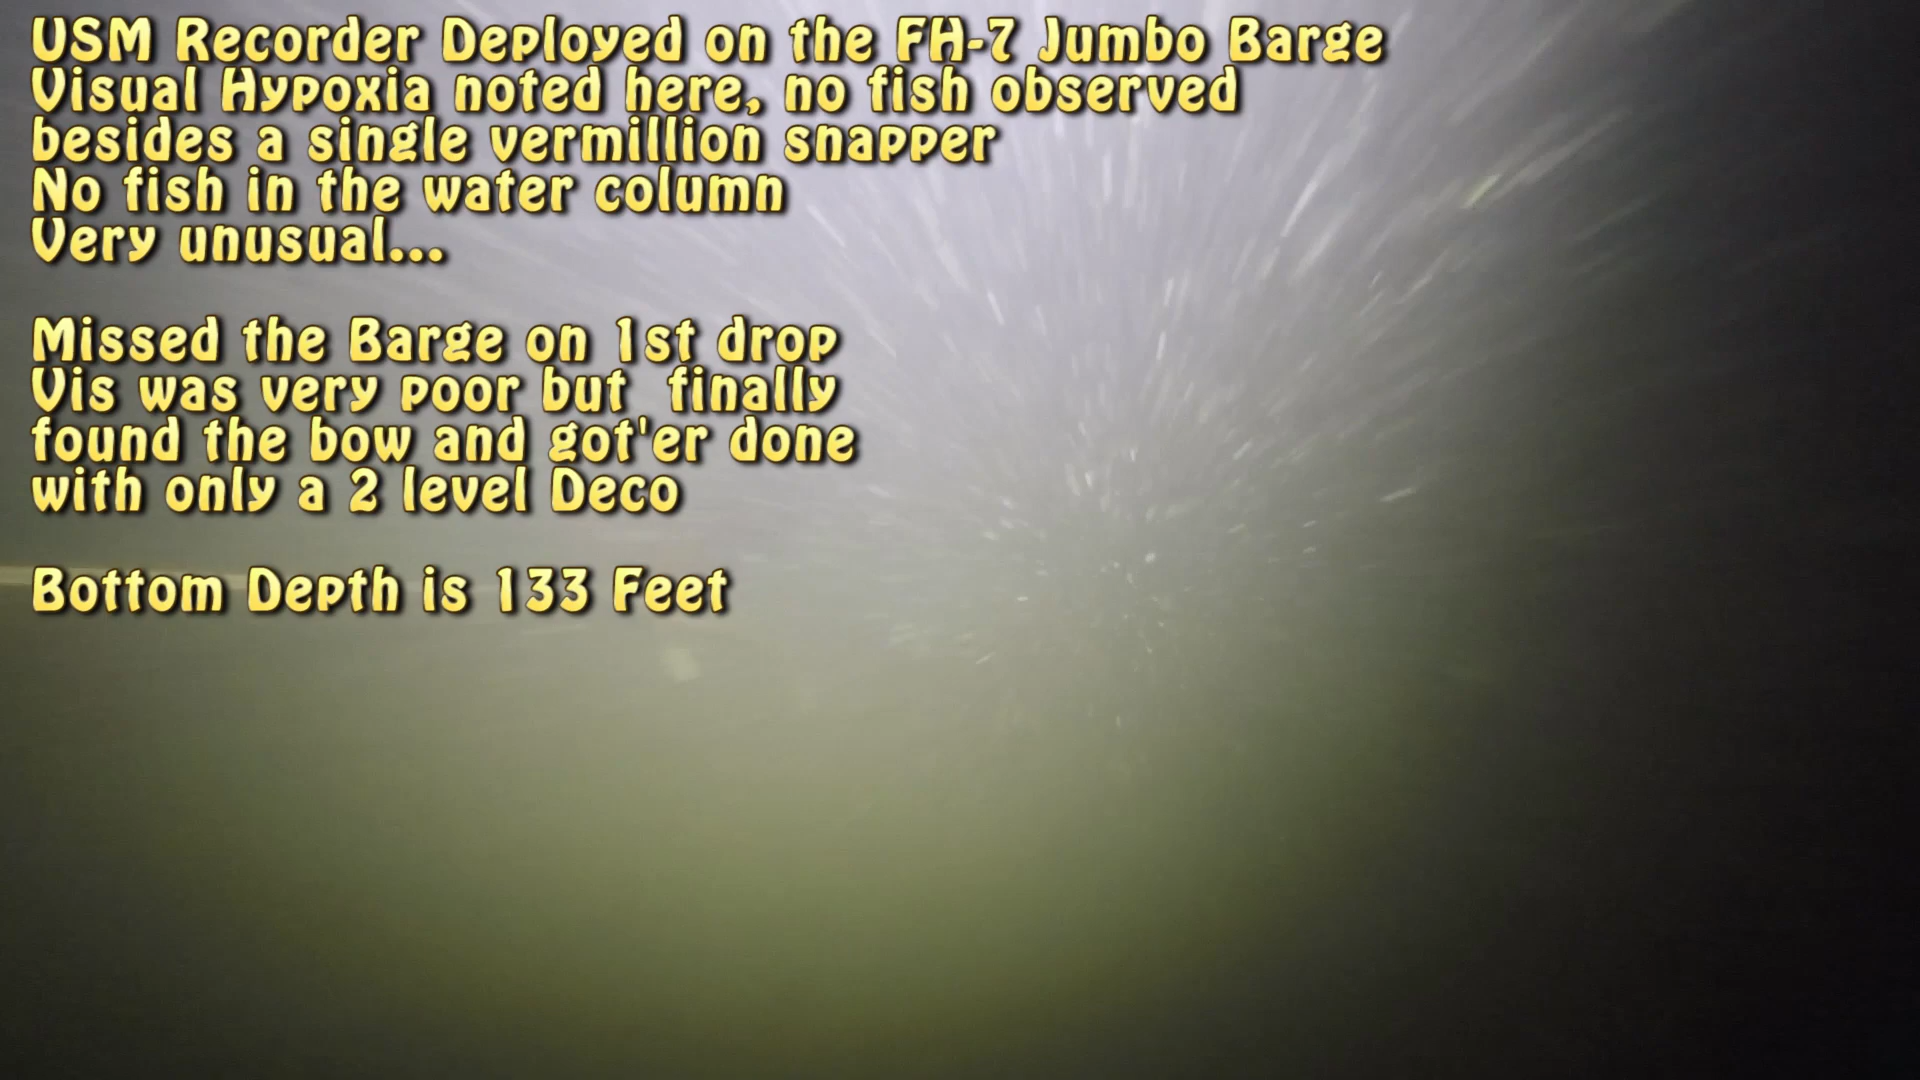 USM Recorder Deployed on the FH-7 Jumbo Barge
Visual Hypoxia noted here, no fish observed
besides a single vermillion snapper
No fish in the water column
Very unusual...
Missed the Barge on 1st drop
Vis was very poor but  finally
found the bow and got'er done
with only a 2 level Deco
Bottom Depth is 133 Feet